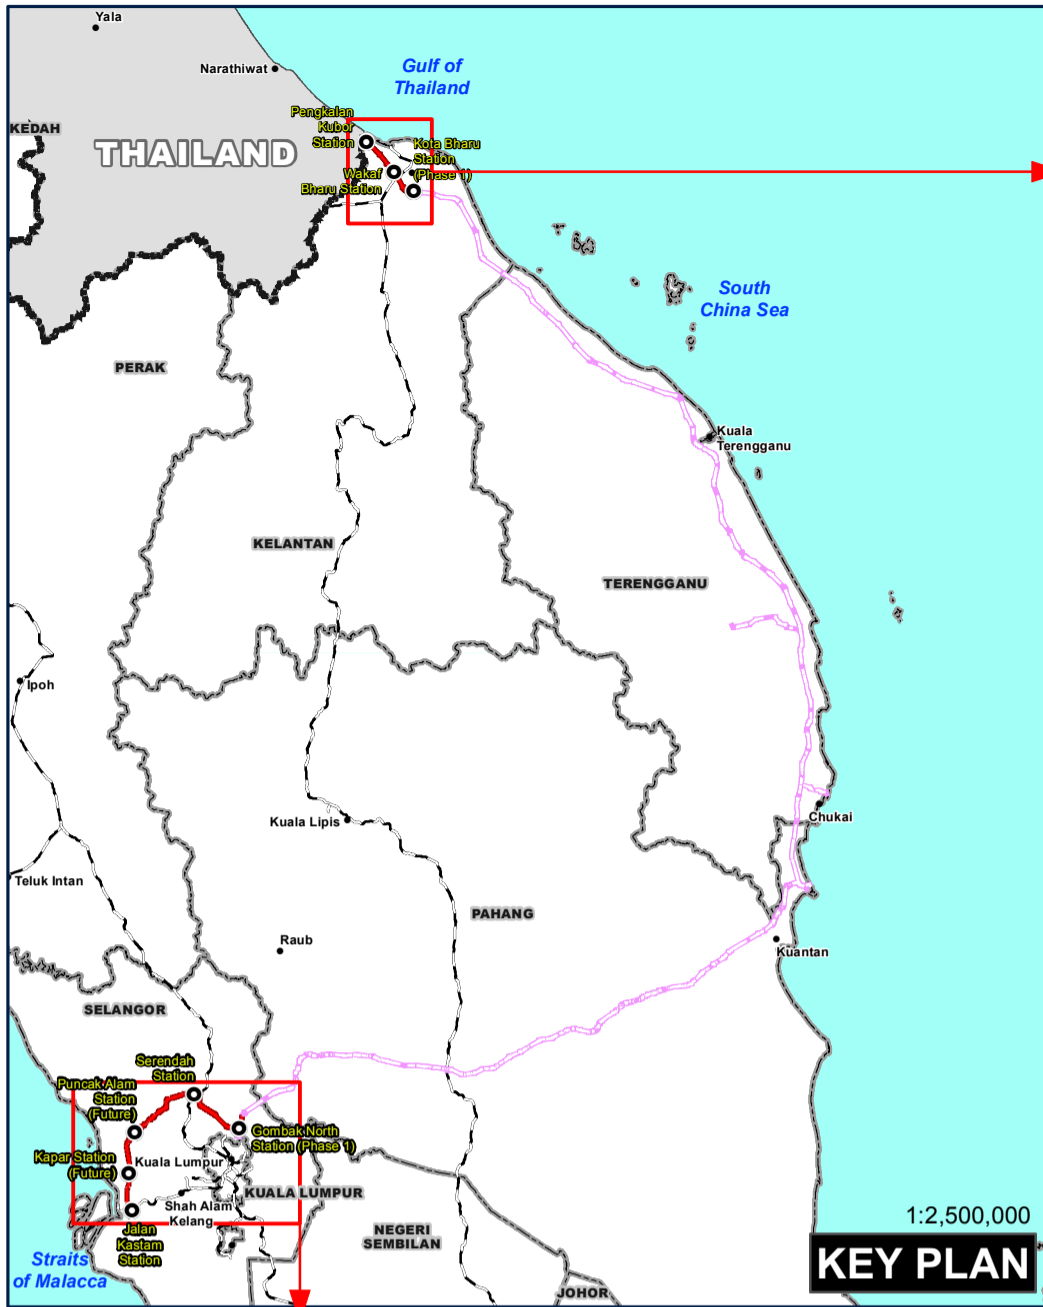 Yala
Narathiwat
Gulf of
Thailand
Pengkalan
Kubor
Station
KEDAH
THAILAND
Kota Bharu
Station
(Phase 1)
Wakaf
Bharu Station
South
China Sea
PERAK
Kuala
Terengganu
KELANTAN
TERENGGANU
Ipoh
Kuala Lipis
Chukai
Teluk Intan
PAHANG
Raub
Kuantan
SELANGOR
Serendah
Station
Puncak Alam
Station
(Future)
Gombak North
Station (Phase 1)
Kapar Station
(Future)
Kuala Lumpur
KUALA LUMPUR
Shah Alam
Kelang
Jalan
Kastam
Station
NEGERI
SEMBILAN
Straits
of Malacca
JOHOR
1:2,500,000
KEY PLAN